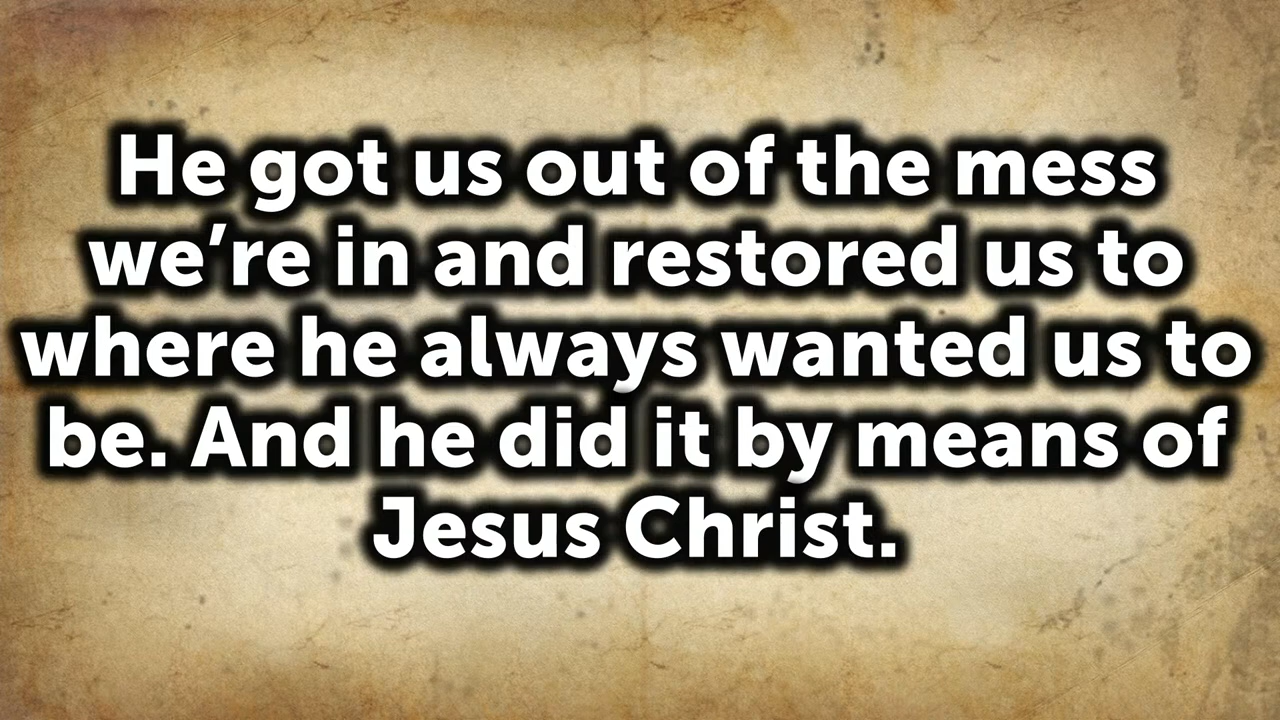 He got us out of the mess
we’re in and restored us to
where he always wanted us to
be. And he did it by means of
Jesus Christ.